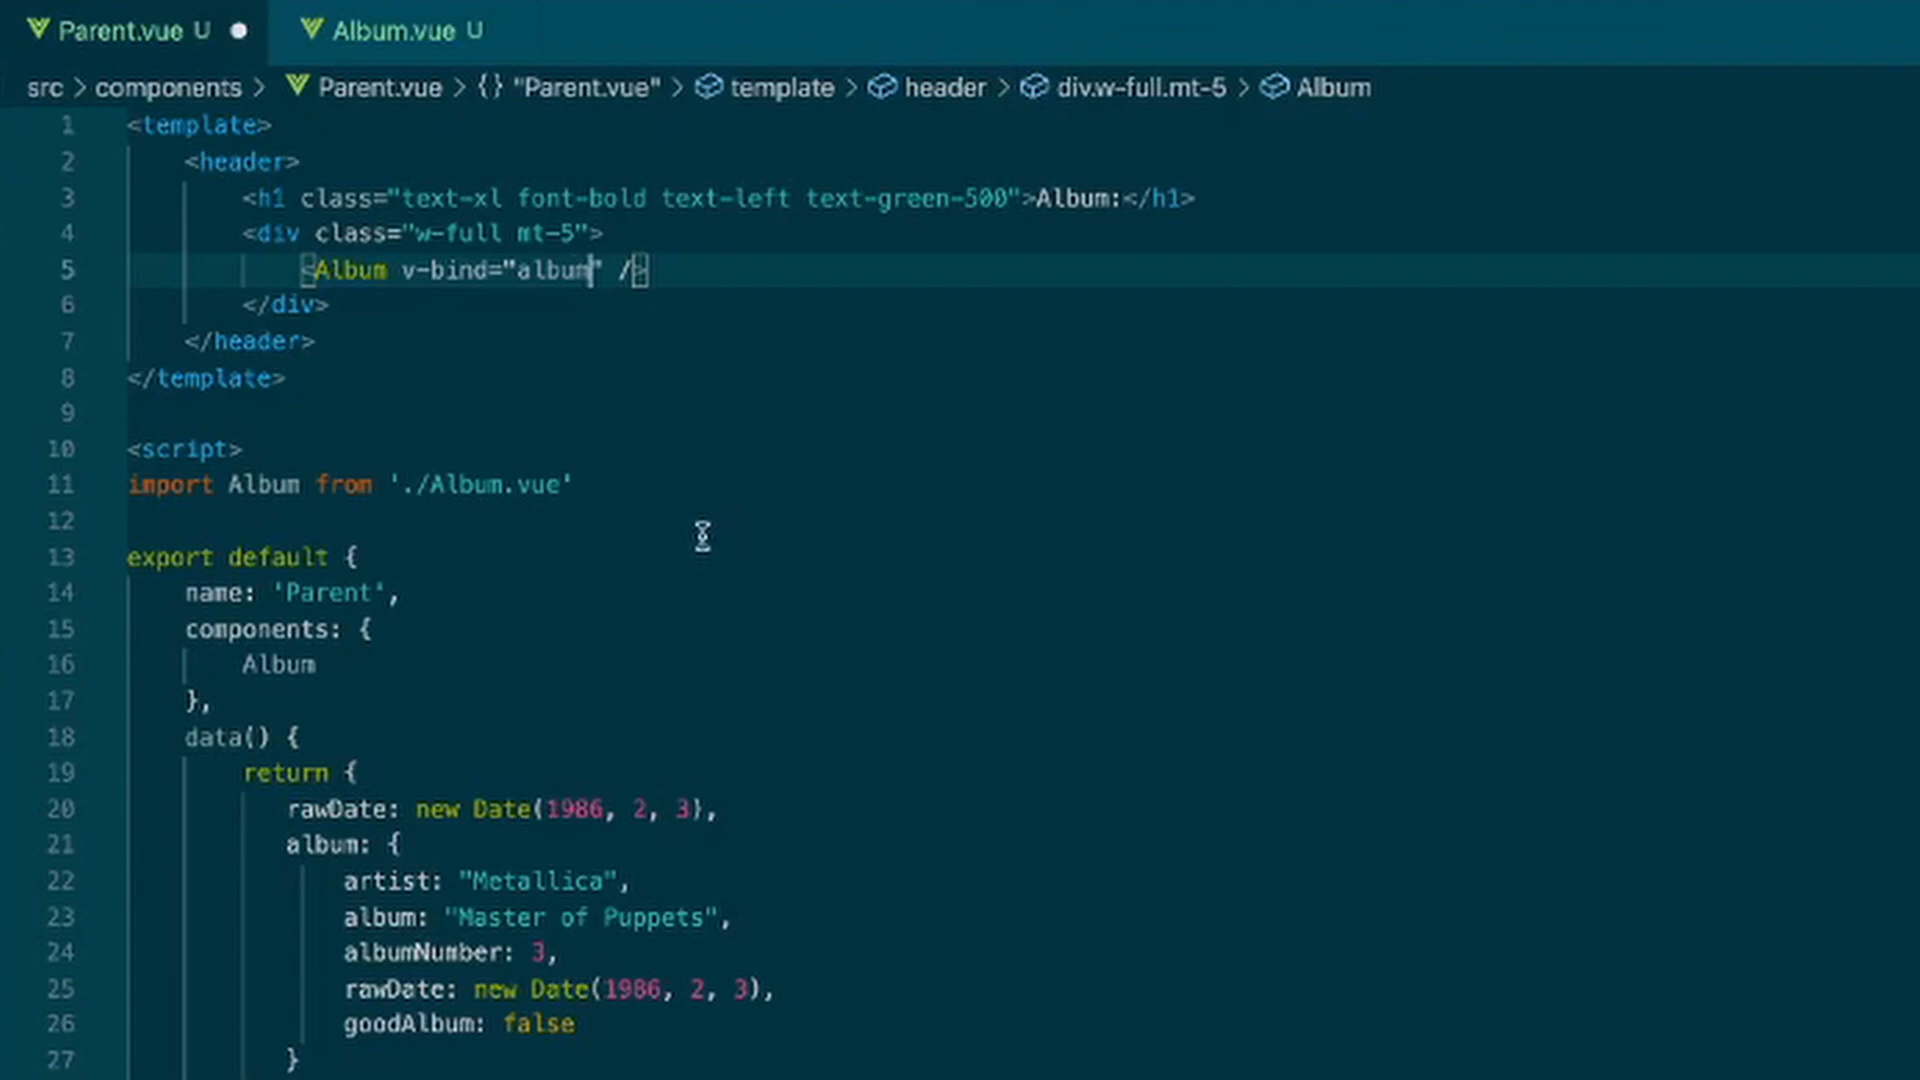 Parent.vue U Album.vue U
src > components > Parent.vue > {} "Parent.vue" > template > header > div.w-full.mt-5 > Album
1 <template>
2 <header>
3 <h1 class="text-xl font-bold text-left text-green-500">Album:</h1>
4 <div class="w-full mt-5">
5 <Album v-bind="album" />
6 </div>
7 </header>
8 </template>
9
10 <script>
11 import Album from './Album.vue'
12
13 export default {
14 name: 'Parent',
15 components: {
16 Album
17 },
18 data() {
19 return {
20 rawDate: new Date(1986, 2, 3),
21 album: {
22 artist: "Metallica",
23 album: "Master of Puppets",
24 albumNumber: 3,
25 rawDate: new Date(1986, 2, 3),
26 goodAlbum: false
27 }